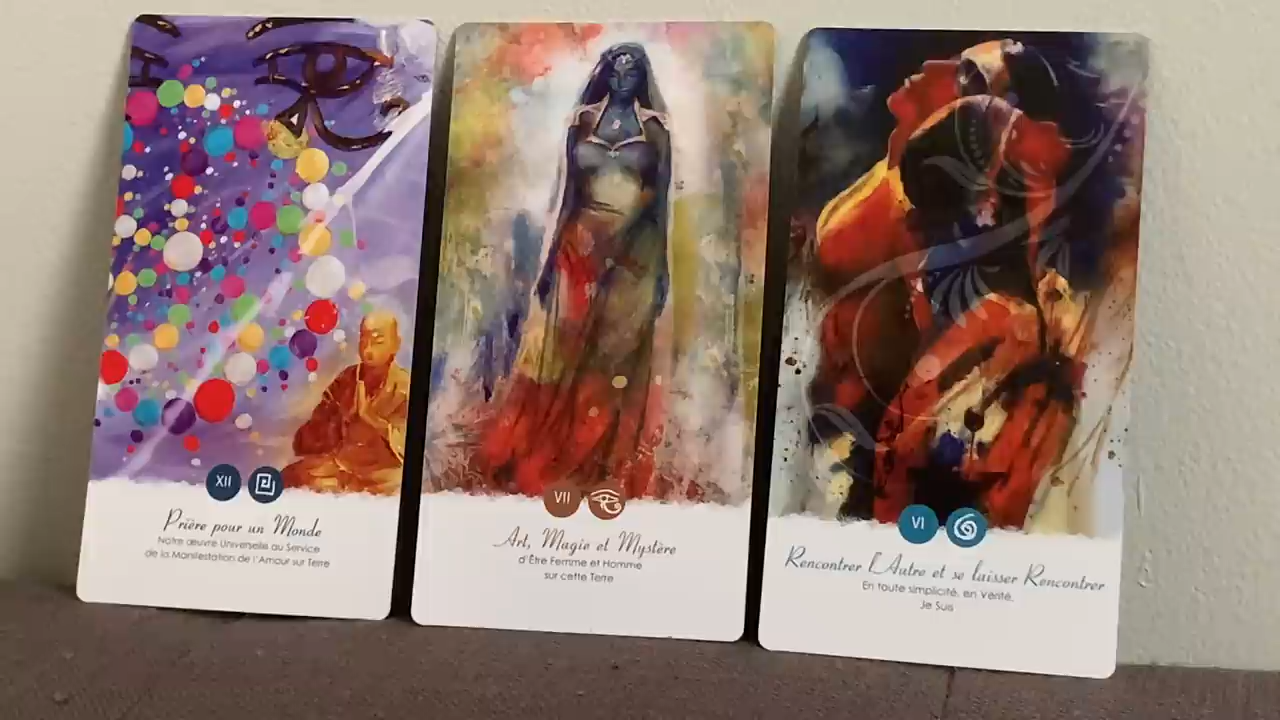 XII
Prière pour un Monde
Notre œuvre Universelle au Service
de la Manifestation de l'Amour sur Terre
VII
Art, Magie et Mystère
d'Être Femme et Homme
sur cette Terre
VI
Rencontrer l'Autre et se laisser Rencontrer
En toute simplicité, en Vérité,
Je Suis